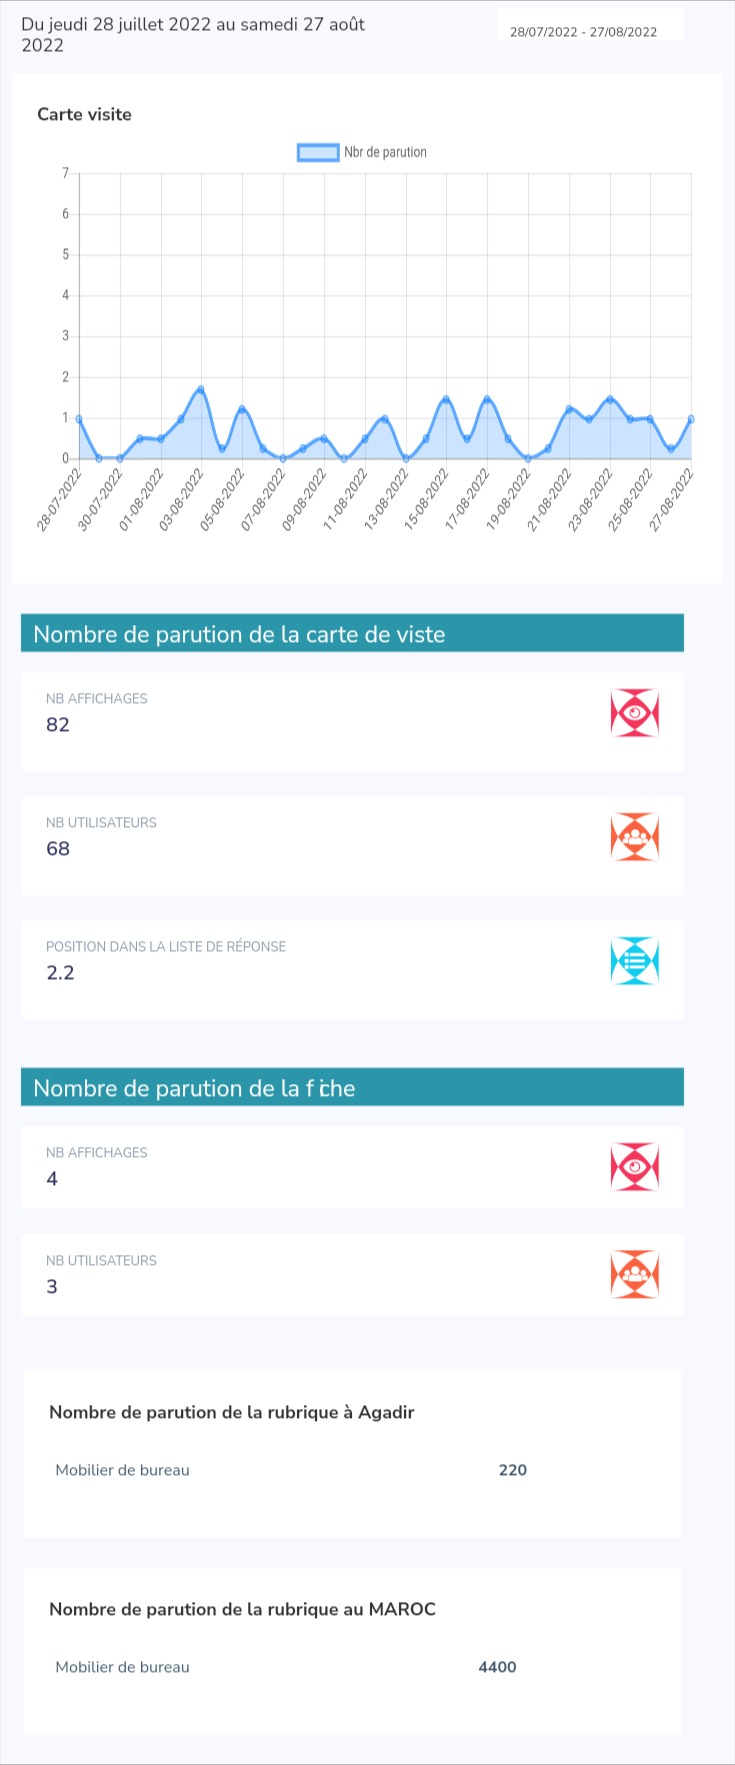 Du jeudi 28 juillet 2022 au samedi 27 août
2022
28/07/2022 - 27/08/2022
Carte visite
Nbr de parution
7
6
5
4
3
2
1
0
28-07-2022
30-07-2022
01-08-2022
03-08-2022
05-08-2022
07-08-2022
09-08-2022
11-08-2022
13-08-2022
15-08-2022
17-08-2022
19-08-2022
21-08-2022
23-08-2022
25-08-2022
27-08-2022
Nombre de parution de la carte de viste
NB AFFICHAGES
82
NB UTILISATEURS
68
POSITION DANS LA LISTE DE RÉPONSE
2.2
Nombre de parution de la fiche
NB AFFICHAGES
4
NB UTILISATEURS
3
Nombre de parution de la rubrique à Agadir
Mobilier de bureau 220
Nombre de parution de la rubrique au MAROC
Mobilier de bureau 4400